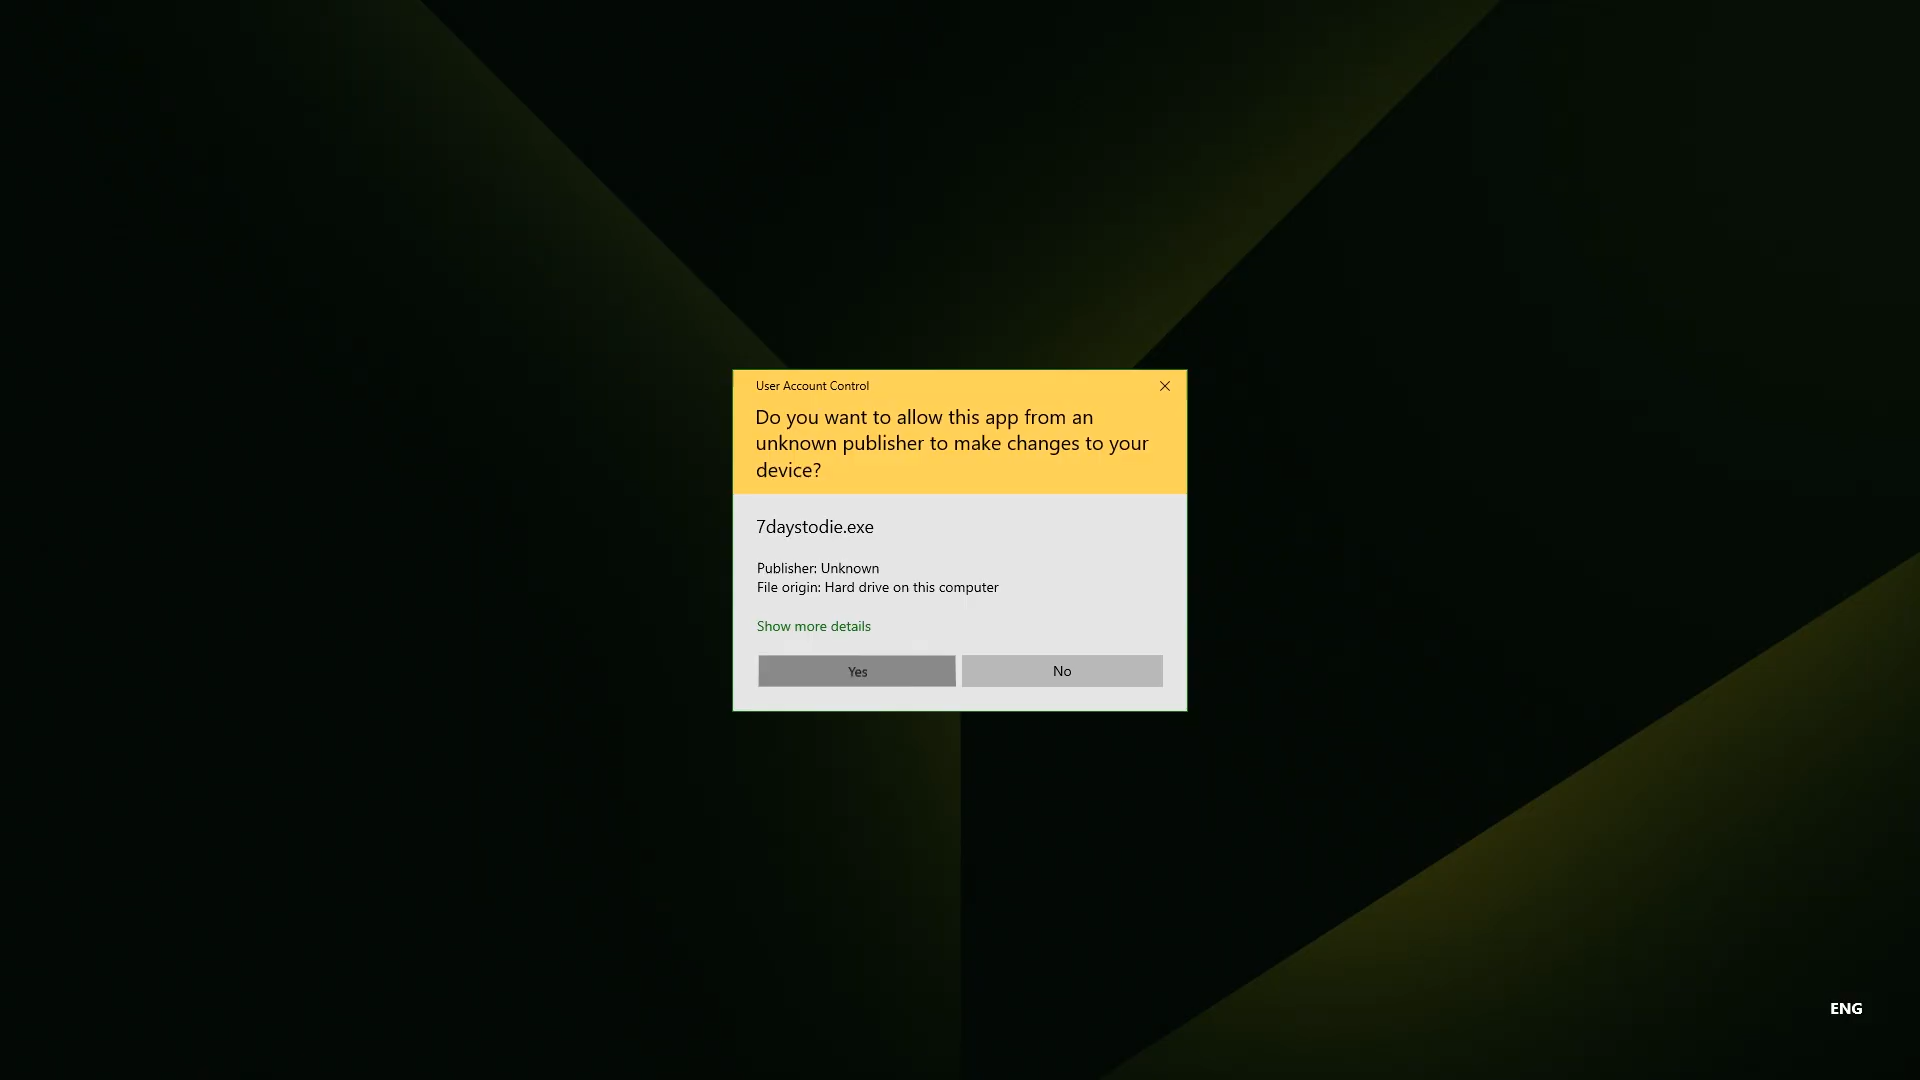 User Account Control
Do you want to allow this app from an
unknown publisher to make changes to your
device?
7daystodie.exe
Publisher: Unknown
File origin: Hard drive on this computer
Show more details
Yes
No
ENG